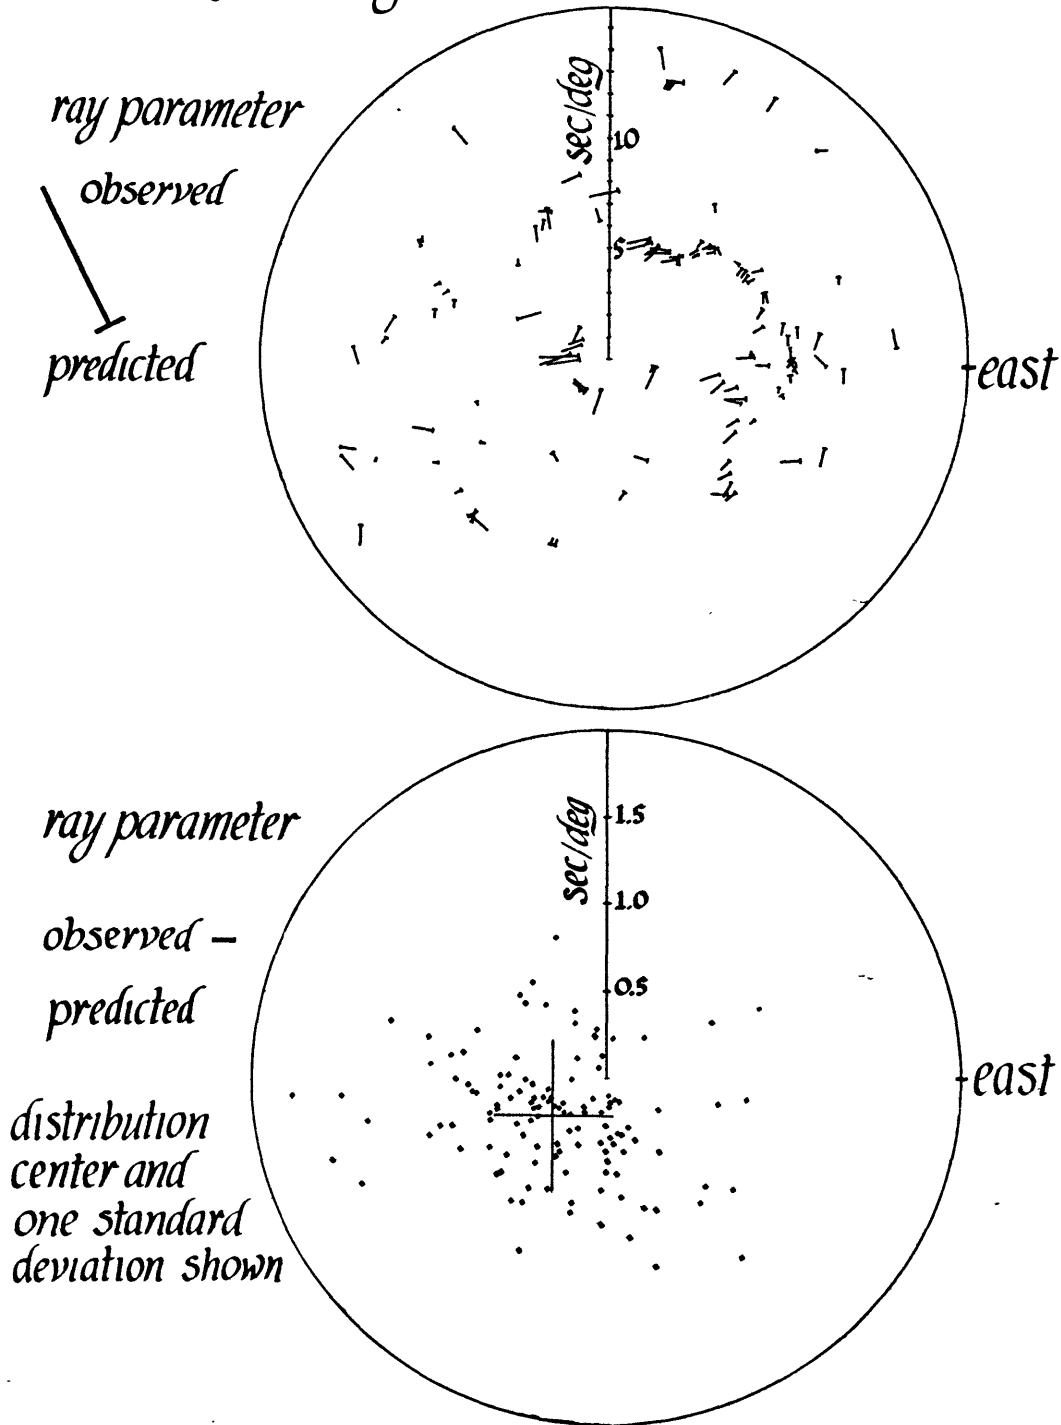 ray parameter
observed
predicted
sec/deg
10
5
east
ray parameter
observed –
predicted
sec/deg
1.5
1.0
0.5
east
distribution
center and
one standard
deviation shown